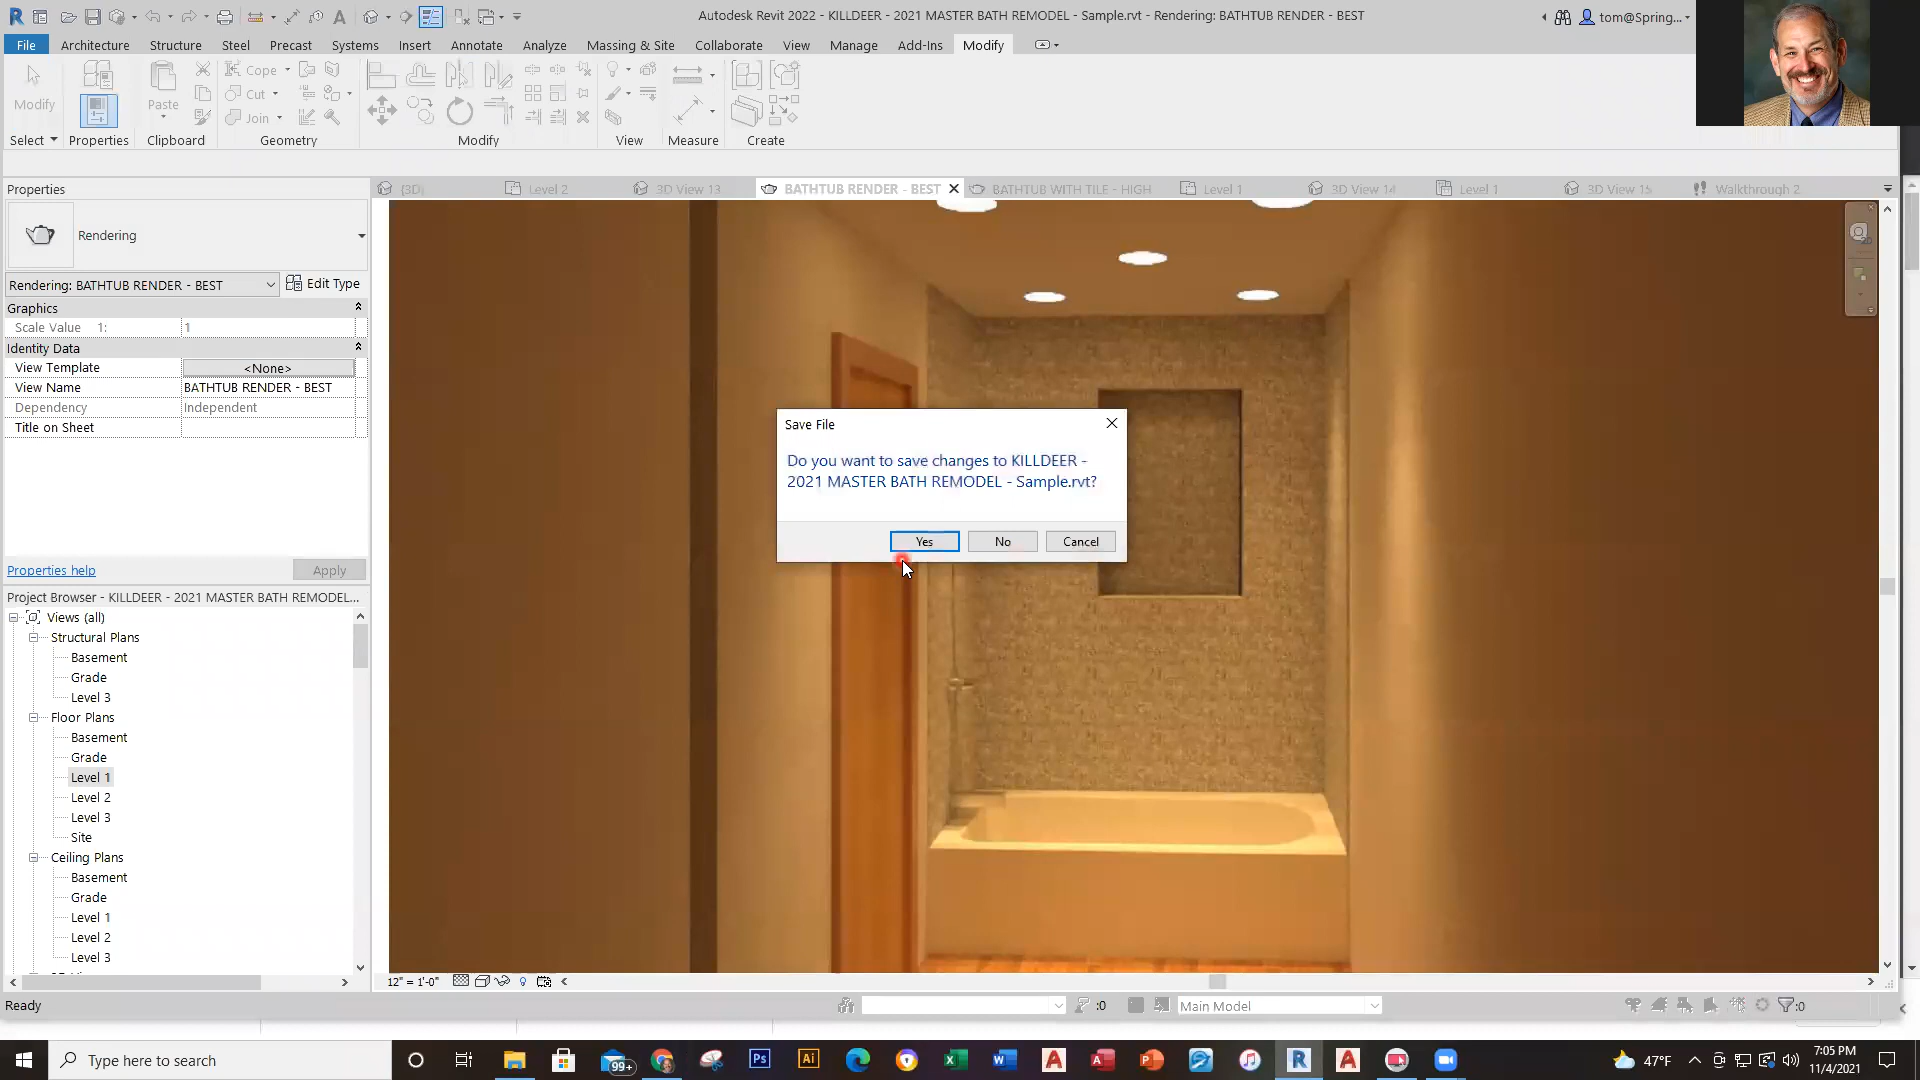 Autodesk Revit 2022 - KILLDEER - 2021 MASTER BATH REMODEL - Sample.rvt - Rendering: BATHTUB RENDER - BEST
tom@Spring...
File Architecture Structure Steel Precast Systems Insert Annotate Analyze Massing & Site Collaborate View Manage Add-Ins Modify
Modify
Paste
Cope
Cut
Join
Select Properties Clipboard Geometry Modify View Measure Create
Properties
{3D} Level 2 3D View 13 BATHTUB RENDER - BEST BATHTUB WITH TILE - HIGH Level 1 3D View 14 Level 1 3D View 15 Walkthrough 2
Rendering
Rendering: BATHTUB RENDER - BEST
Edit Type
Graphics
Scale Value 1: 1
Identity Data
View Template <None>
View Name BATHTUB RENDER - BEST
Dependency Independent
Title on Sheet
Save File
Do you want to save changes to KILLDEER -
2021 MASTER BATH REMODEL - Sample.rvt?
Yes No Cancel
Properties help
Apply
Project Browser - KILLDEER - 2021 MASTER BATH REMODEL...
Views (all)
Structural Plans
Basement
Grade
Level 3
Floor Plans
Basement
Grade
Level 1
Level 2
Level 3
Site
Ceiling Plans
Basement
Grade
Level 1
Level 2
Level 3
12" = 1'-0"
Ready
:0
Main Model
:0
Type here to search
99+
Ps
Ai
47°F
7:05 PM
11/4/2021